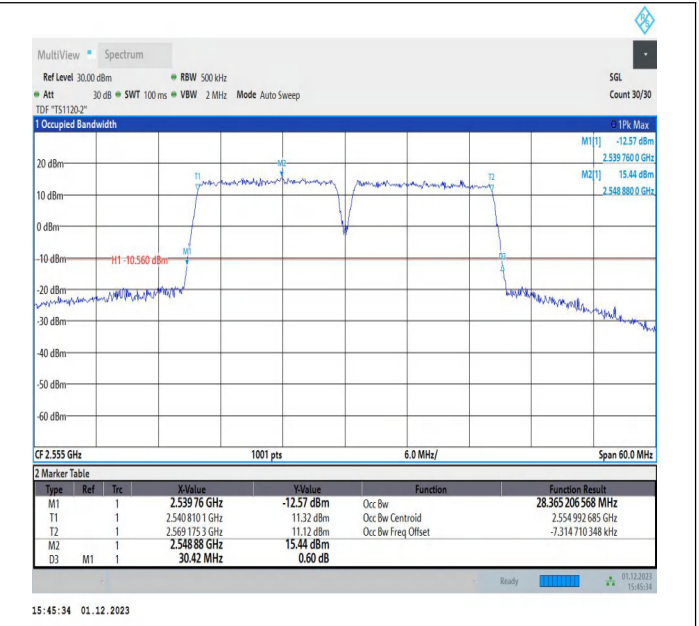 MultiView Spectrum
Ref Level 30.00 dBm RBW 500 kHz SGL
Att 30 dB SWT 100 ms VBW 2 MHz Mode Auto Sweep Count 30/30
TDF "TS1120-2"
1 Occupied Bandwidth 1Pk Max
M1[1] -12.57 dBm
2.539 760 0 GHz
M2[1] 15.44 dBm
2.548 880 0 GHz
20 dBm
M2
T1
T2
10 dBm
0 dBm
M1
D3
-10 dBm
H1 -10.560 dBm
-20 dBm
-30 dBm
-40 dBm
-50 dBm
-60 dBm
CF 2.555 GHz 1001 pts 6.0 MHz/ Span 60.0 MHz
2 Marker Table
Type Ref Trc X-Value Y-Value Function Function Result
M1 1 2.539 76 GHz -12.57 dBm Occ Bw 28.365 206 568 MHz
T1 1 2.540 810 1 GHz 11.32 dBm Occ Bw Centroid 2.554 992 685 GHz
T2 1 2.569 175 3 GHz 11.12 dBm Occ Bw Freq Offset -7.314 710 348 kHz
M2 1 2.548 88 GHz 15.44 dBm
D3 M1 1 30.42 MHz 0.60 dB
Ready 01.12.2023
15:45:34
15:45:34 01.12.2023